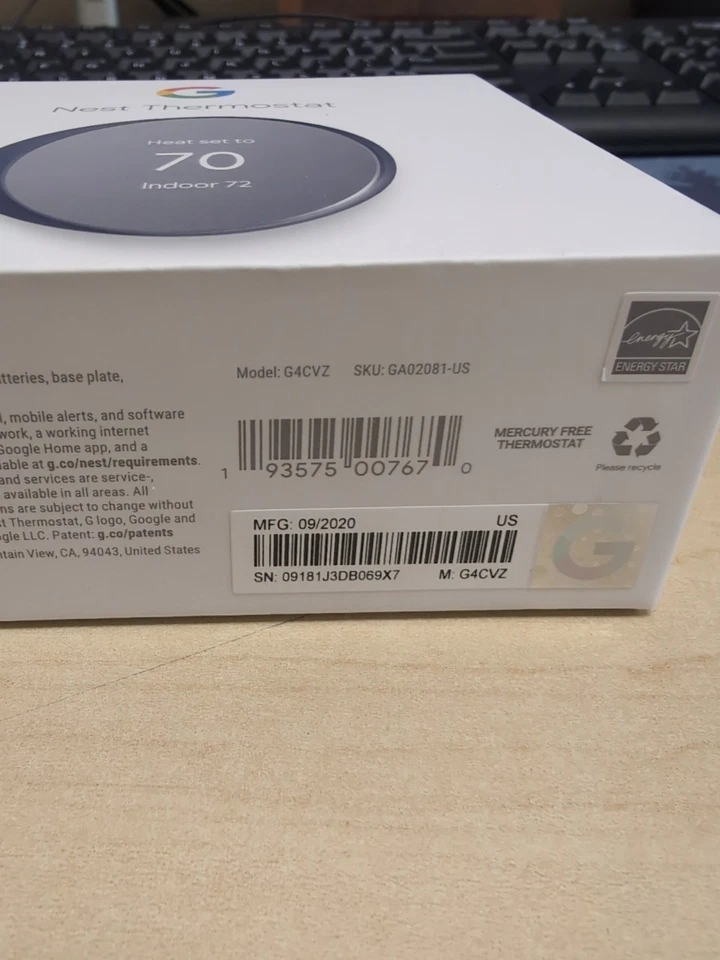 Nest Thermostat
Heat set to
70
Indoor 72
tteries, base plate,
l, mobile alerts, and software
work, a working internet
Google Home app, and a
able at g.co/nest/requirements.
and services are service-,
available in all areas. All
ns are subject to change without
t Thermostat, G logo, Google and
gle LLC. Patent: g.co/patents
ntain View, CA, 94043, United States
Model: G4CVZ SKU: GA02081-US
1 93575 00767 0
MERCURY FREE
THERMOSTAT
Please recycle
energy
ENERGY STAR
MFG: 09/2020 US
SN: 09181J3DB069X7 M: G4CVZ
G